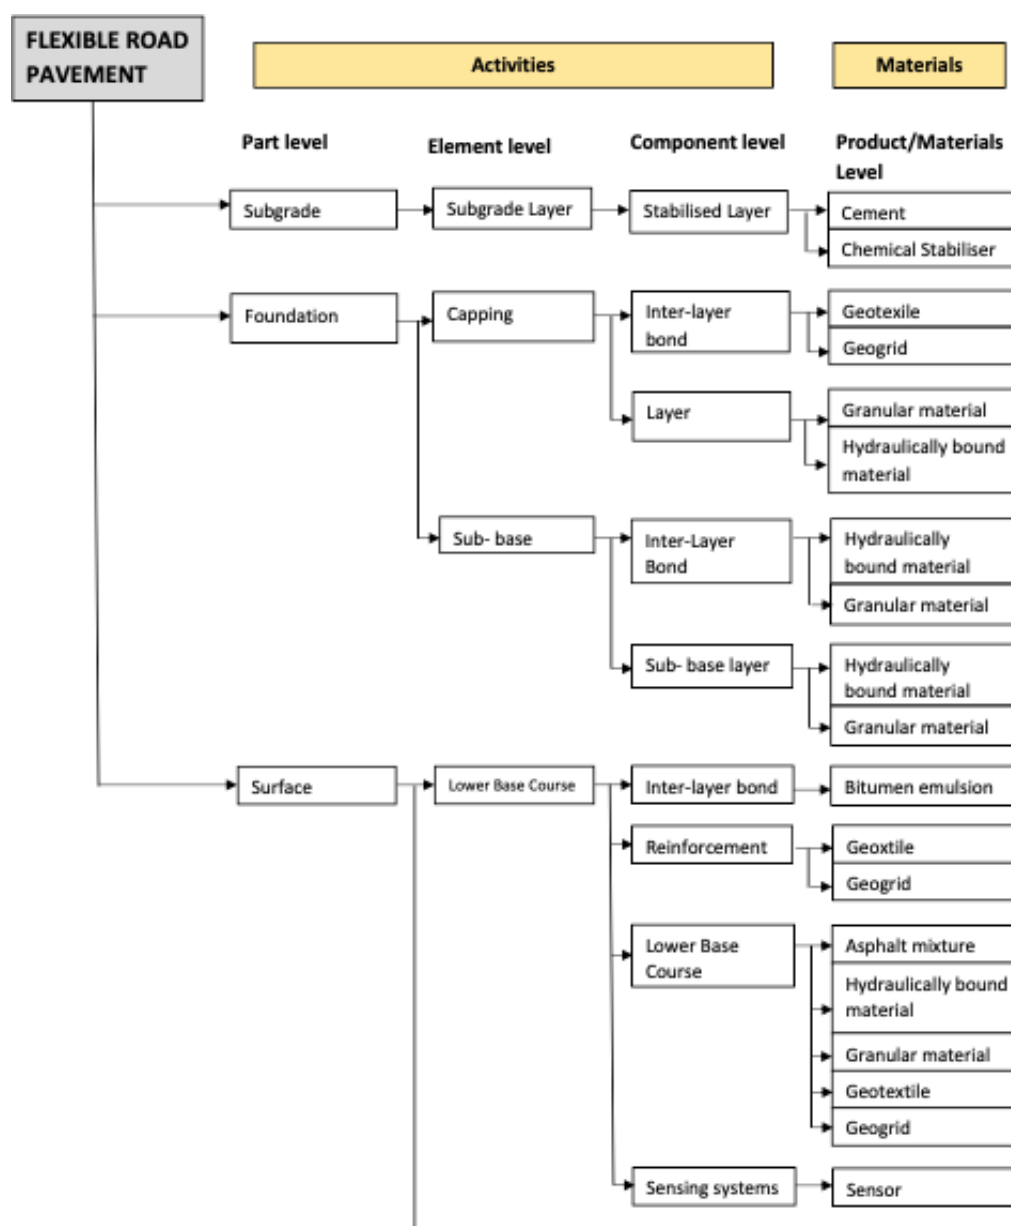 FLEXIBLE ROAD
PAVEMENT
Activities
Materials
Part level
Element level
Component level
Product/Materials
Level
Subgrade
Subgrade Layer
Stabilised Layer
Cement
Chemical Stabiliser
Foundation
Capping
Inter-layer
bond
Geotexile
Geogrid
Layer
Granular material
Hydraulically bound
material
Sub- base
Inter-Layer
Bond
Hydraulically
bound material
Granular material
Sub- base layer
Hydraulically
bound material
Granular material
Surface
Lower Base Course
Inter-layer bond
Bitumen emulsion
Reinforcement
Geoxtile
Geogrid
Lower Base
Course
Asphalt mixture
Hydraulically bound
material
Granular material
Geotextile
Geogrid
Sensing systems
Sensor